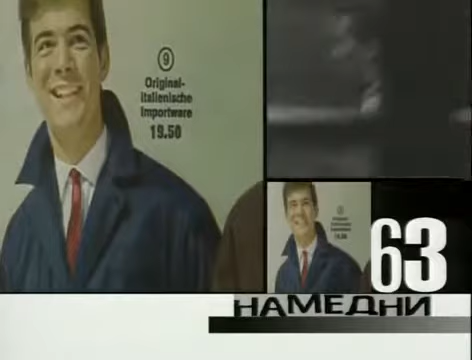 9
Original-
italienische
Importware
19.50
63
НАМЕДНИ